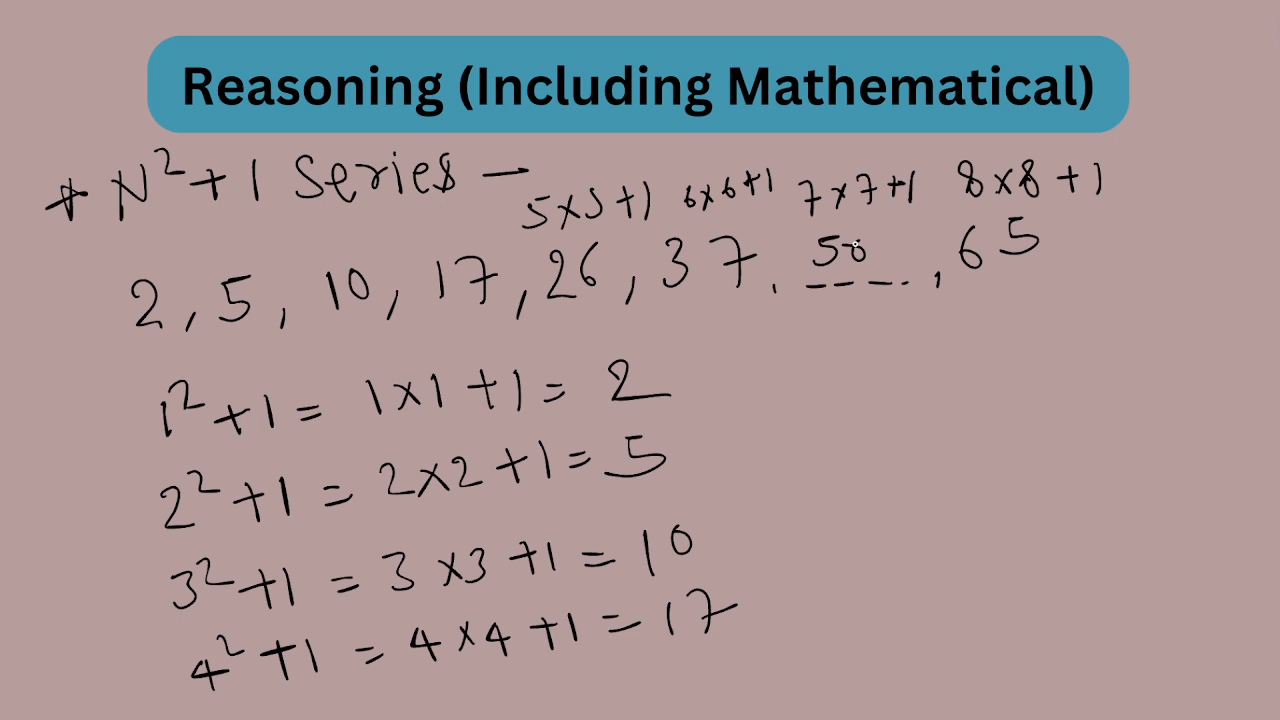 Reasoning (Including Mathematical)
* N²+1 Series –
5×5+1 6×6+1 7×7+1 8×8+1
2, 5, 10, 17, 26, 37, 50, 65
1²+1 = 1×1+1 = 2
2²+1 = 2×2+1 = 5
3²+1 = 3×3+1 = 10
4²+1 = 4×4+1 = 17